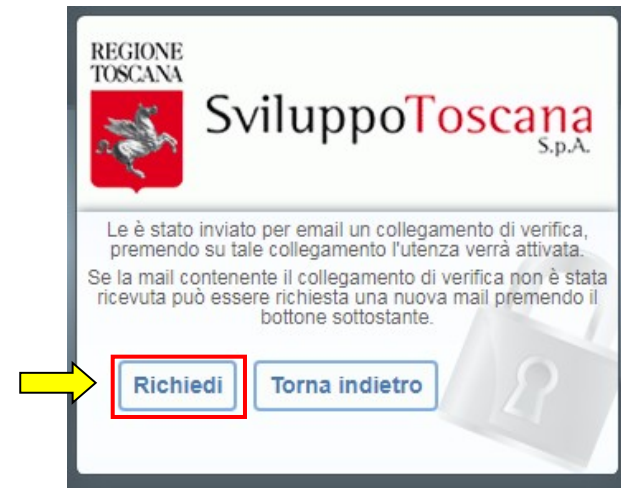 REGIONE
TOSCANA
SviluppoToscana
S.p.A.
Le è stato inviato per email un collegamento di verifica,
premendo su tale collegamento l'utenza verrà attivata.
Se la mail contenente il collegamento di verifica non è stata
ricevuta può essere richiesta una nuova mail premendo il
bottone sottostante.
Richiedi Torna indietro